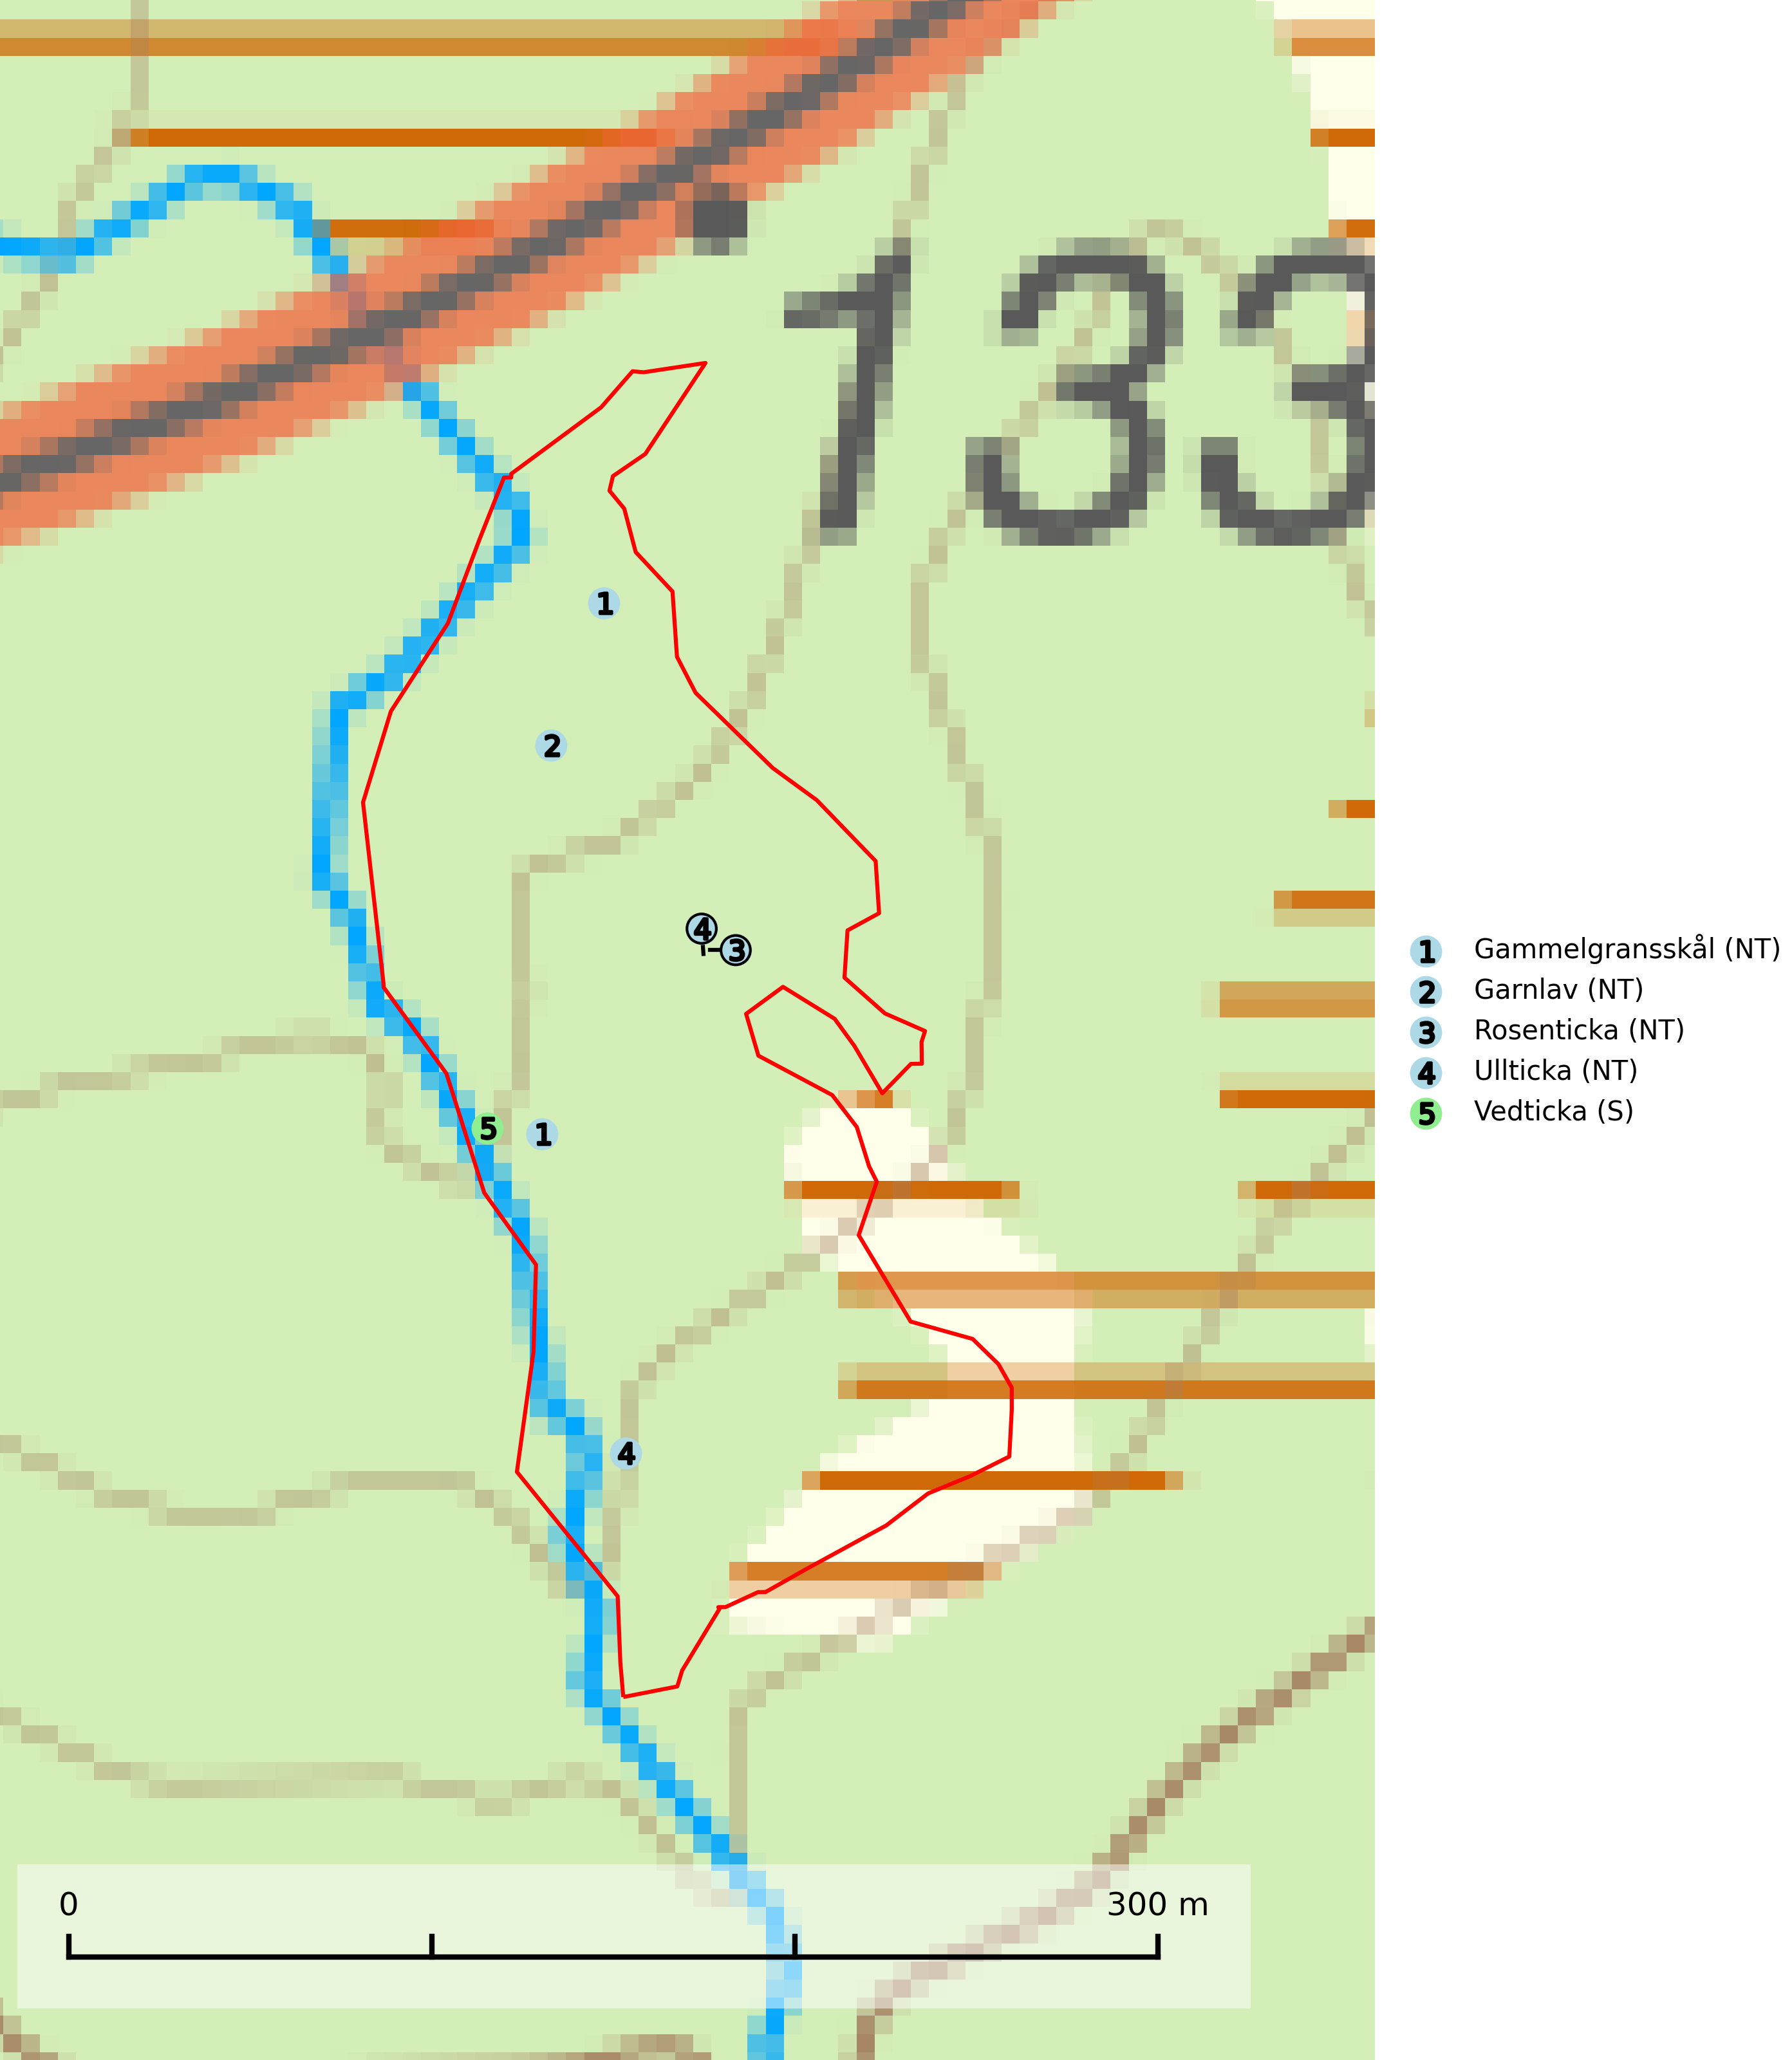 133
1
2
4
3
5
1
4
0
300 m
1 Gammelgransskål (NT)
2 Garnlav (NT)
3 Rosenticka (NT)
4 Ullticka (NT)
5 Vedticka (S)